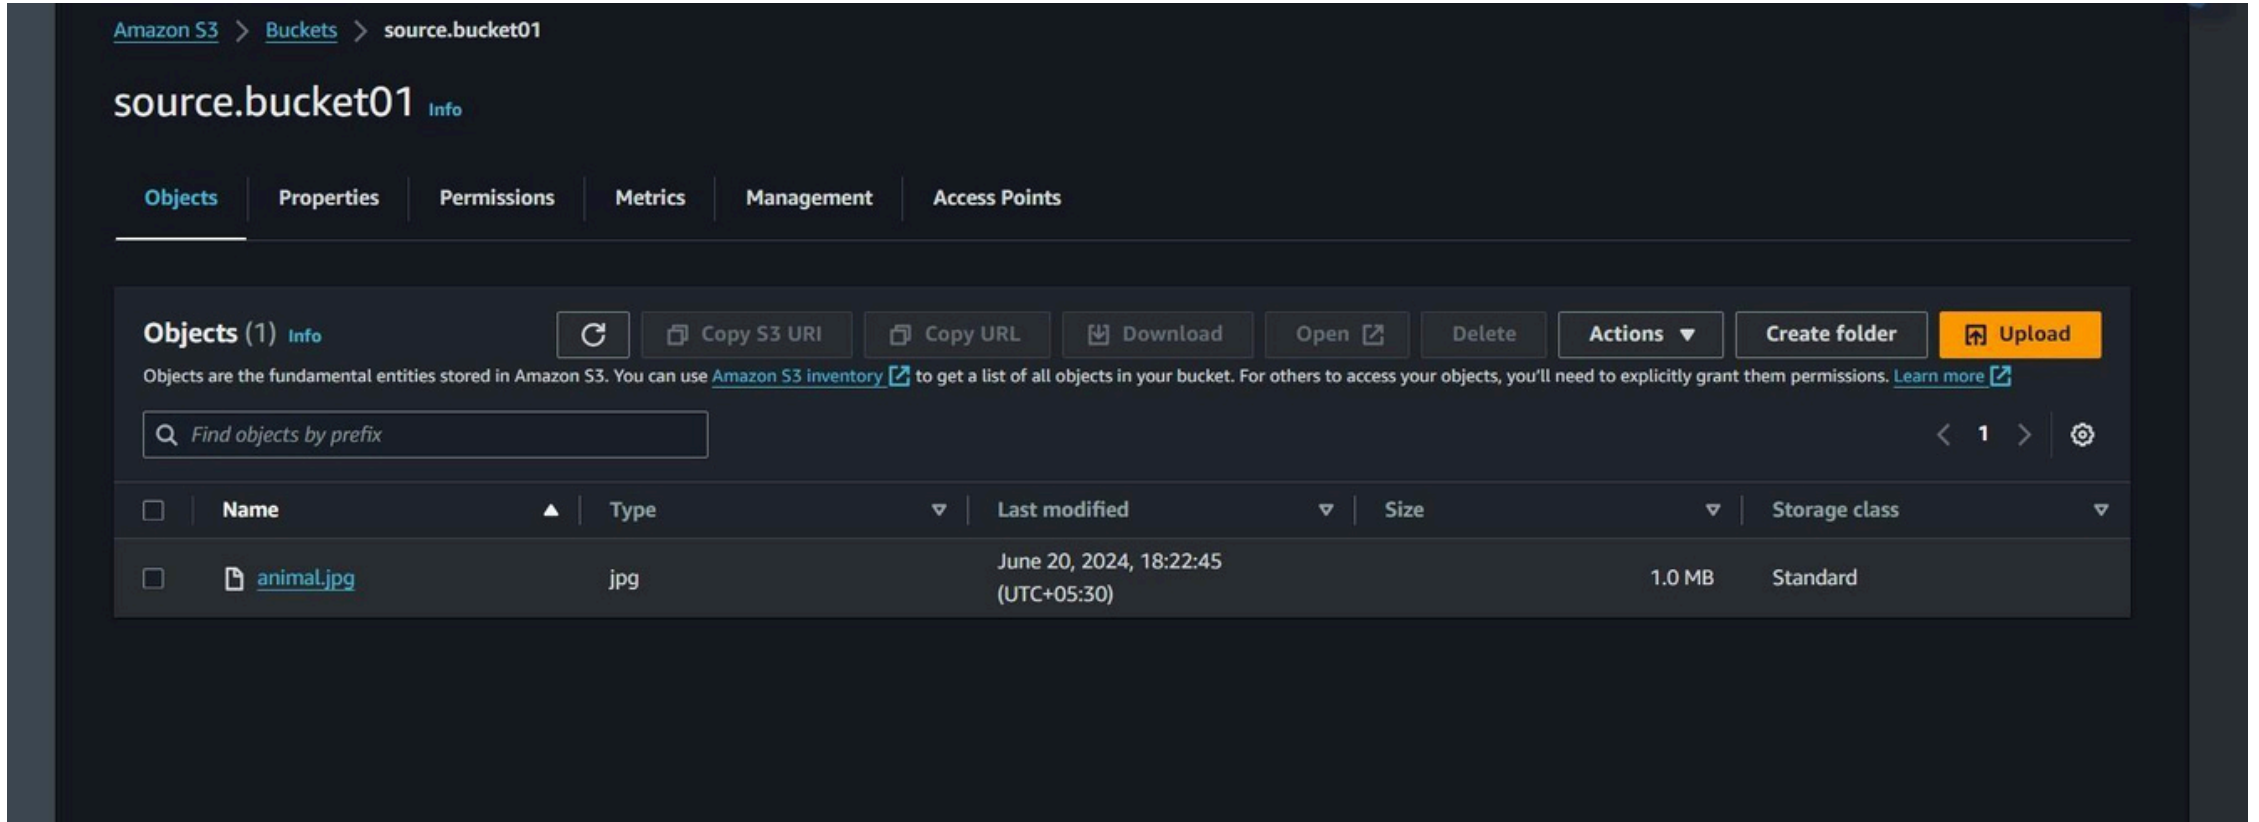 Amazon S3 > Buckets > source.bucket01
source.bucket01 Info
Objects Properties Permissions Metrics Management Access Points
Objects (1) Info Copy S3 URI Copy URL Download Open Delete Actions ▼ Create folder Upload
Objects are the fundamental entities stored in Amazon S3. You can use Amazon S3 inventory to get a list of all objects in your bucket. For others to access your objects, you'll need to explicitly grant them permissions. Learn more
Find objects by prefix
< 1 >
Name Type Last modified Size Storage class
animal.jpg jpg June 20, 2024, 18:22:45 (UTC+05:30) 1.0 MB Standard